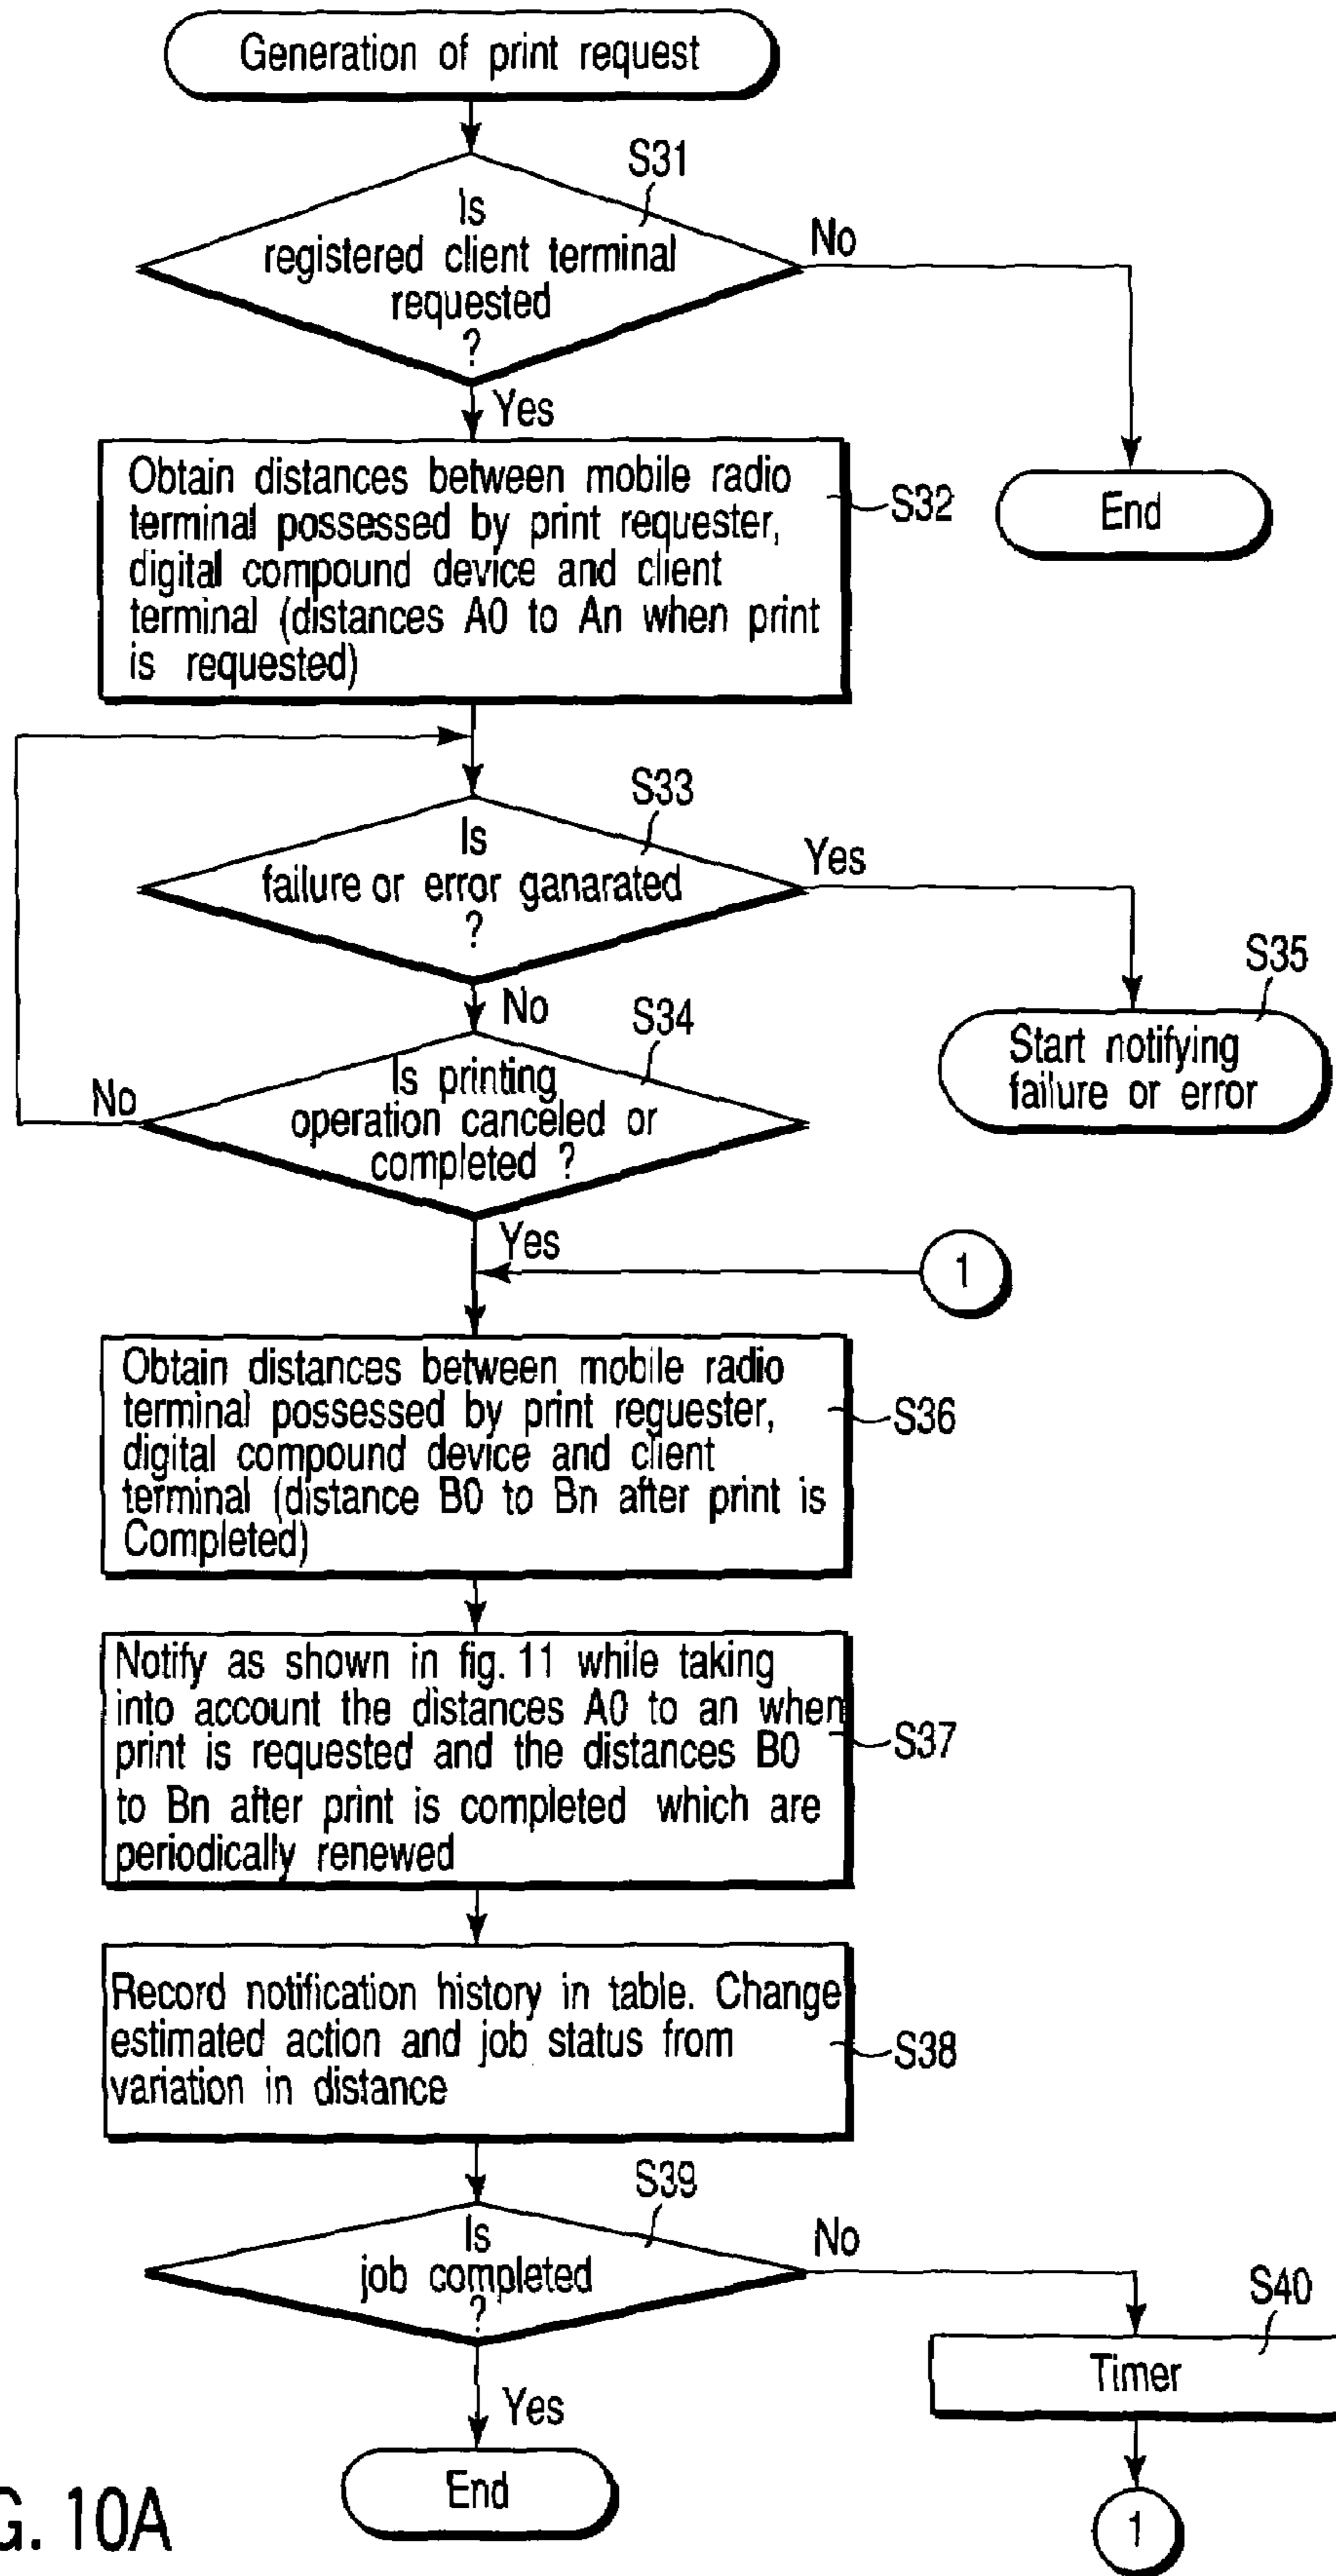 Generation of print request
S31
Is
registered client terminal
requested
?
No
Yes
End
Obtain distances between mobile radio
terminal possessed by print requester,
digital compound device and client
terminal (distances A0 to An when print
is requested)
S32
S33
Is
failure or error ganarated
?
Yes
No
S35
Start notifying
failure or error
S34
Is printing
operation canceled or
completed ?
No
Yes
1
Obtain distances between mobile radio
terminal possessed by print reguester,
digital compound device and client
terminal (distance B0 to Bn after print is
Completed)
S36
Notify as shown in fig. 11 while taking
into account the distances A0 to an when
print is requested and the distances B0
to Bn after print is completed which are
periodically renewed
S37
Record notification history in table. Change
estimated action and job status from
variation in distance
S38
S39
Is
job completed
?
No
Yes
S40
Timer
End
1
G. 10A